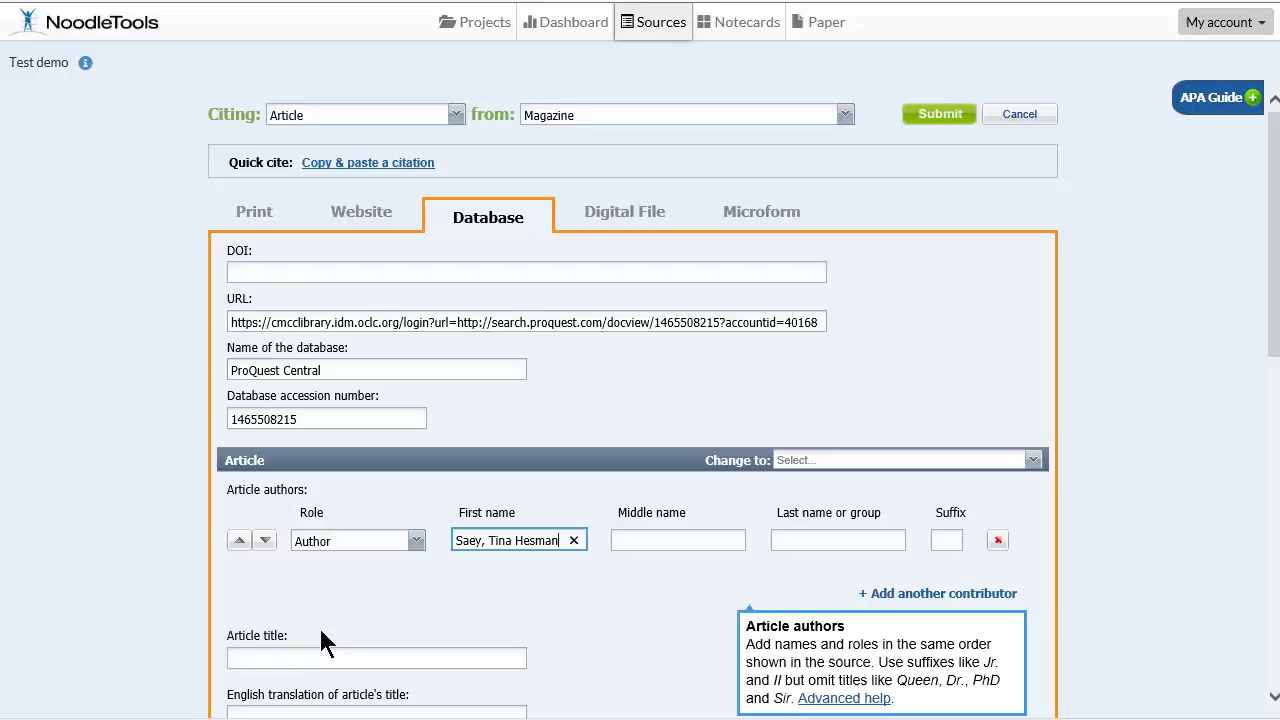 NoodleTools
Projects Dashboard Sources Notecards Paper My account
Test demo
APA Guide
Citing: Article from: Magazine Submit Cancel
Quick cite: Copy & paste a citation
Print Website Database Digital File Microform
DOI:
URL:
https://cmcclibrary.idm.oclc.org/login?url=http://search.proquest.com/docview/1465508215?accountid=40168
Name of the database:
ProQuest Central
Database accession number:
1465508215
Article Change to: Select...
Article authors:
Role First name Middle name Last name or group Suffix
Author Saey, Tina Hesman
+ Add another contributor
Article authors
Add names and roles in the same order
shown in the source. Use suffixes like Jr.
and II but omit titles like Queen, Dr., PhD
and Sir. Advanced help.
Article title:
English translation of article's title: